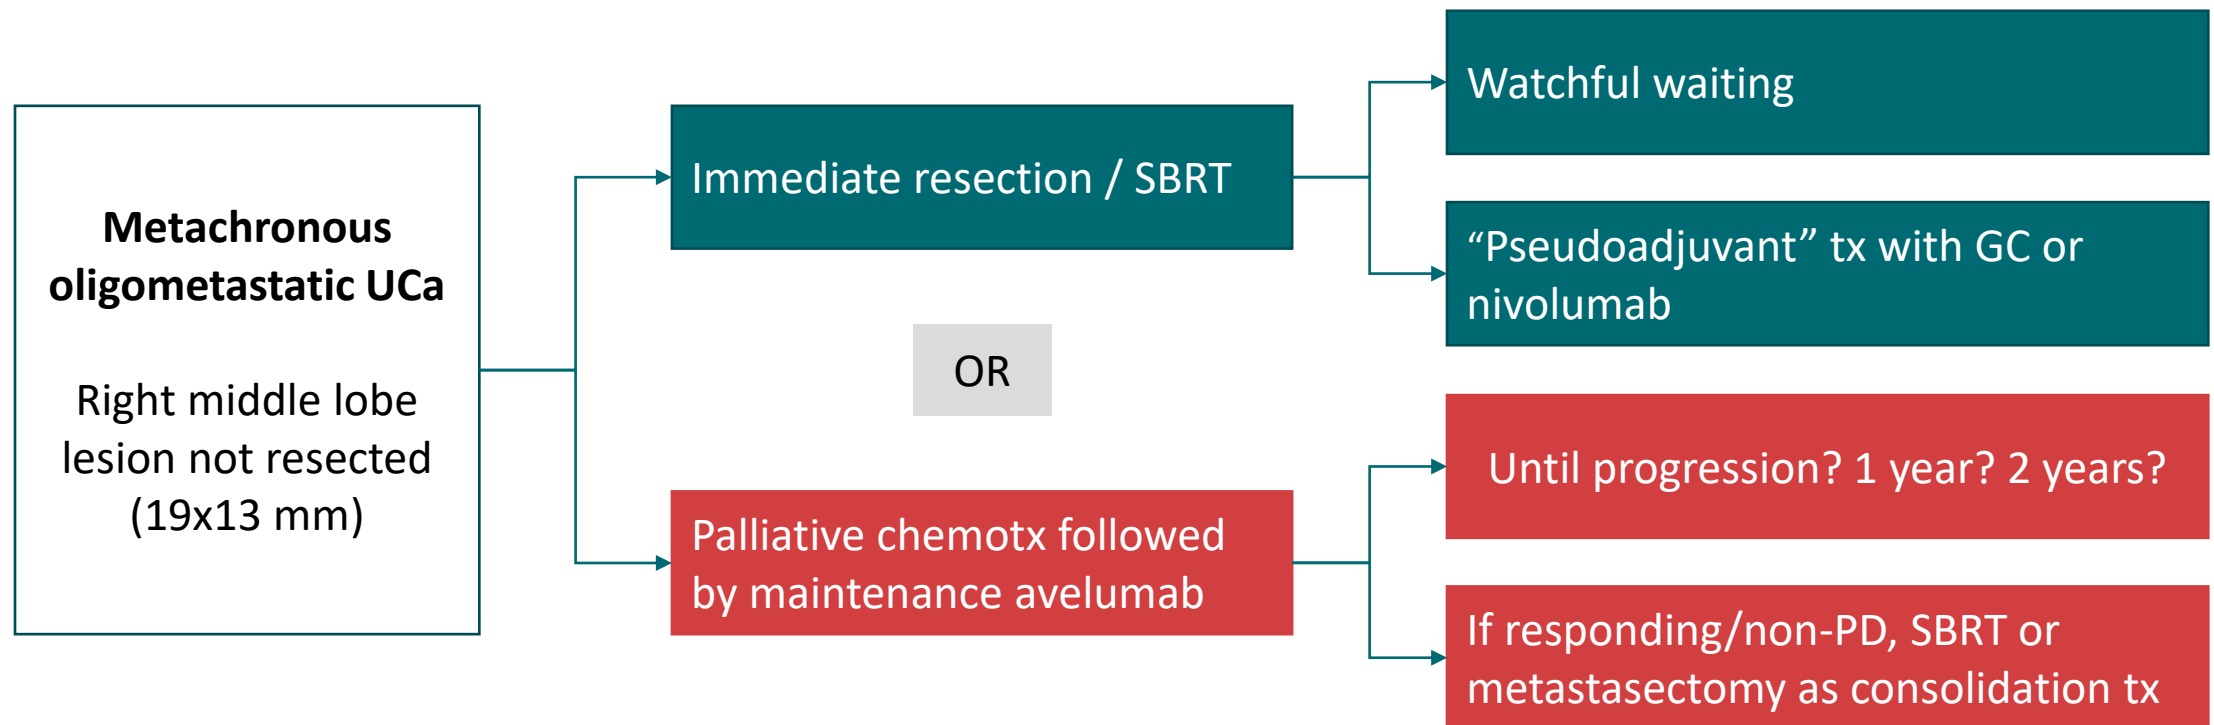 Metachronous
oligometastatic UCa
Right middle lobe
lesion not resected
(19x13 mm)
Immediate resection / SBRT
OR
Palliative chemotx followed
by maintenance avelumab
Watchful waiting
“Pseudoadjuvant” tx with GC or
nivolumab
Until progression? 1 year? 2 years?
If responding/non-PD, SBRT or
metastasectomy as consolidation tx